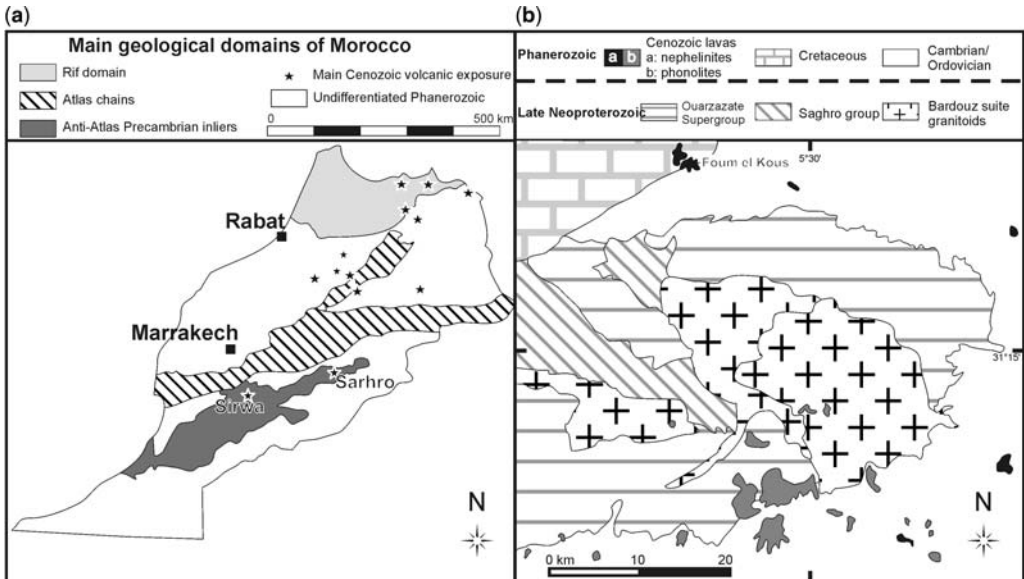 (a)
Main geological domains of Morocco
Rif domain
Atlas chains
Anti-Atlas Precambrian inliers
Main Cenozoic volcanic exposure
Undifferentiated Phanerozoic
0 500 km
Rabat
Marrakech
Sarhro
Sirwa
N
(b)
Phanerozoic
a b
Cenozoic lavas
a: nephelinites
b: phonolites
Cretaceous
Cambrian/
Ordovician
Late Neoproterozoic
Ouarzazate
Supergroup
Saghro group
Bardouz suite
granitoids
Foum el Kous
5°30'
31°15'
N
0 km 10 20